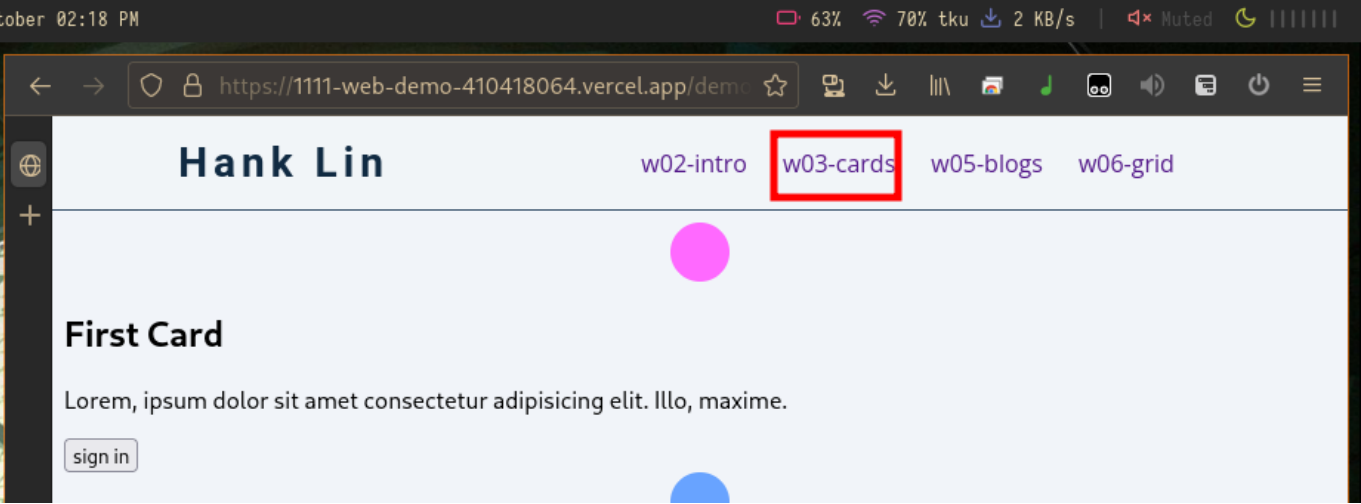 tober 02:18 PM 63% 70% tku 2 KB/s | Muted
https://1111-web-demo-410418064.vercel.app/demo
Hank Lin w02-intro w03-cards w05-blogs w06-grid
First Card
Lorem, ipsum dolor sit amet consectetur adipisicing elit. Illo, maxime.
sign in